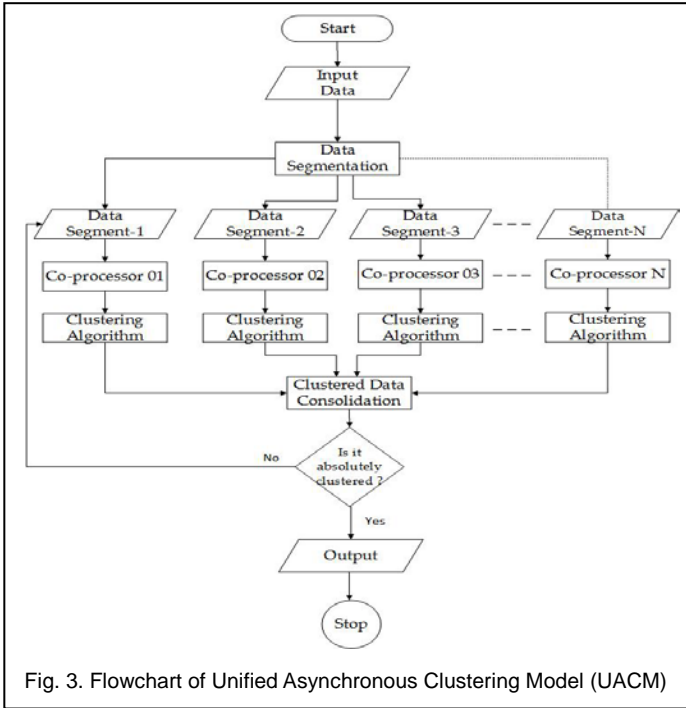 Start
Input
Data
Data
Segmentation
Data
Segment-1
Data
Segment-2
Data
Segment-3
Data
Segment-N
Co-processor 01
Co-processor 02
Co-processor 03
Co-processor N
Clustering
Algorithm
Clustering
Algorithm
Clustering
Algorithm
Clustering
Algorithm
Clustered Data
Consolidation
Is it
absolutely
clustered ?
No
Yes
Output
Stop
Fig. 3. Flowchart of Unified Asynchronous Clustering Model (UACM)